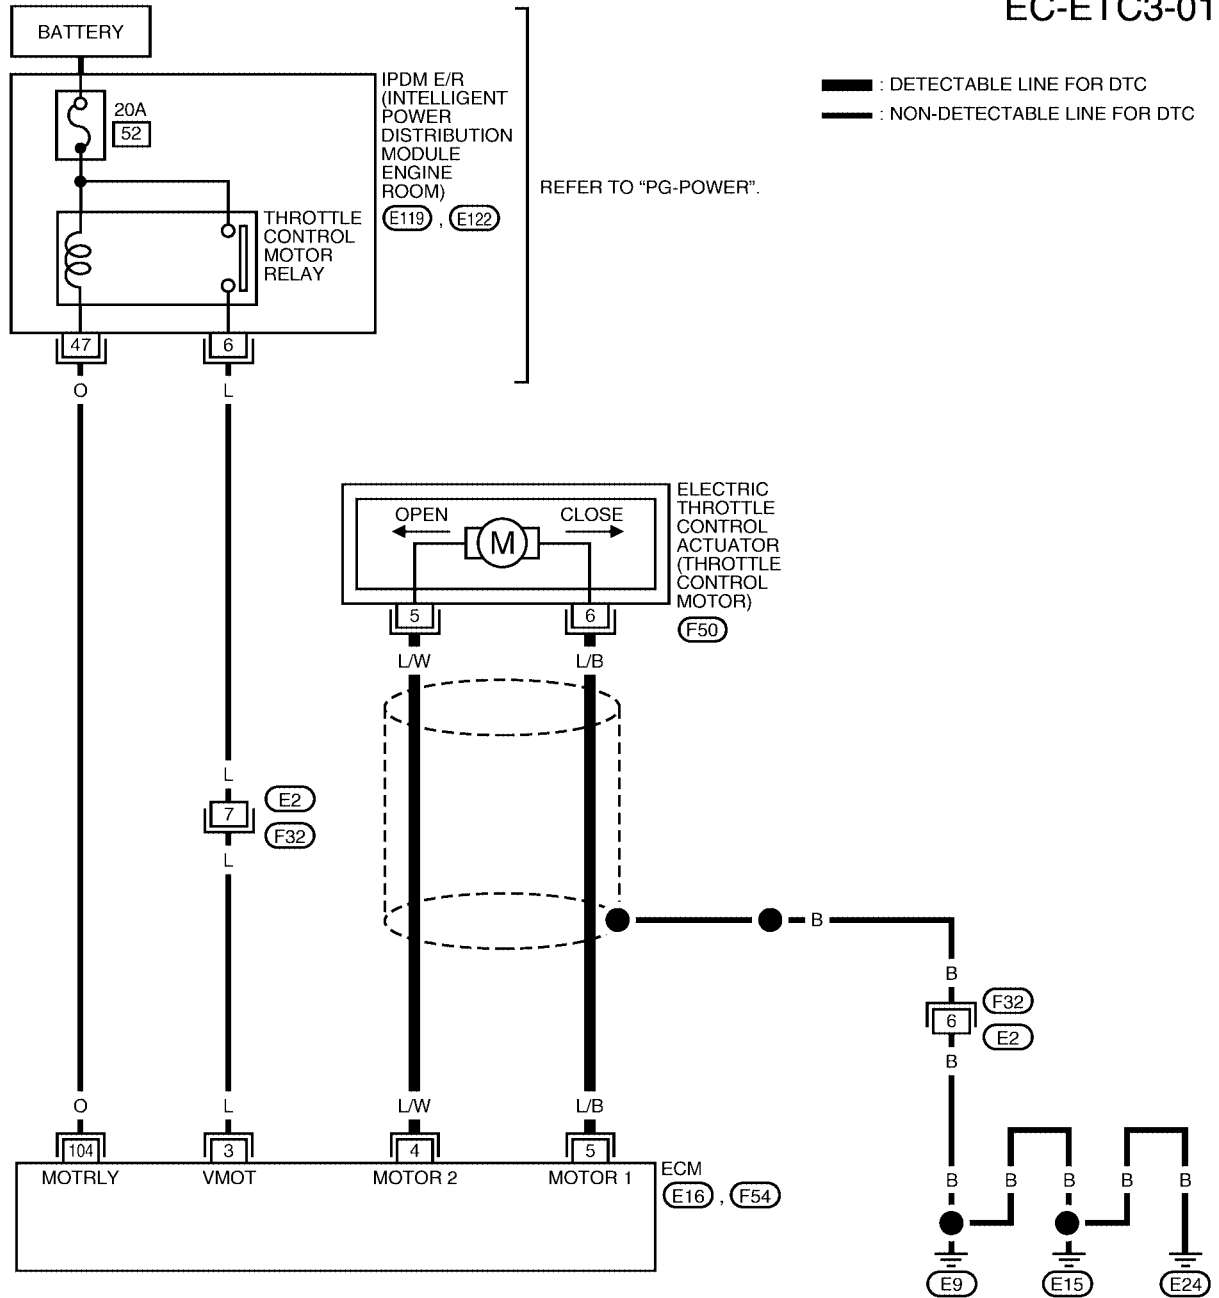 EC-ETC3-01
BATTERY
20A
52
IPDM E/R
(INTELLIGENT
POWER
DISTRIBUTION
MODULE
ENGINE
ROOM)
E119 , E122
THROTTLE
CONTROL
MOTOR
RELAY
REFER TO “PG-POWER”.
: DETECTABLE LINE FOR DTC
: NON-DETECTABLE LINE FOR DTC
47 6
O L
OPEN CLOSE
M
ELECTRIC
THROTTLE
CONTROL
ACTUATOR
(THROTTLE
CONTROL
MOTOR)
F50
5 6
L/W L/B
L
7
E2
F32
L
B
B
6
F32
E2
B
O L L/W L/B
104 3 4 5
MOTRLY VMOT MOTOR 2 MOTOR 1
ECM
E16 , F54
B B B B B
E9 E15 E24